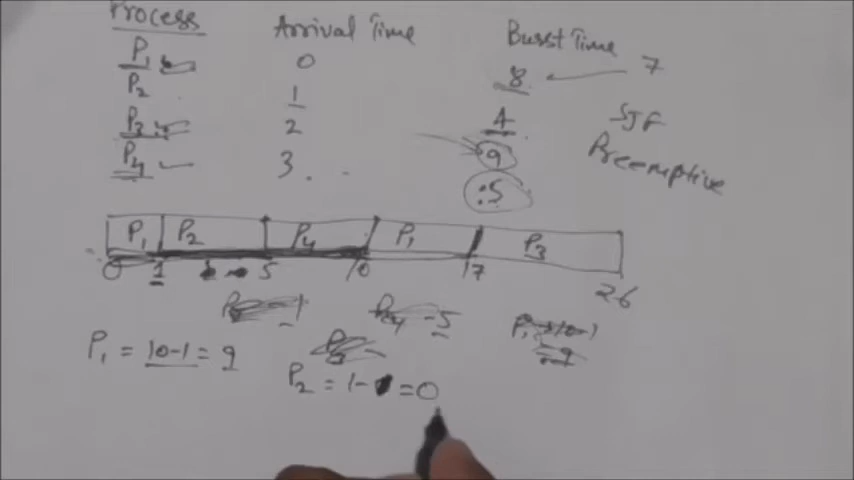 Process Arrival Time Burst Time
P1 0 8 7
P2 1 4 SJF
P3 2 9 Preemptive
P4 3 5
P1 P2 P4 P1 P3
0 1 5 10 17 26
-1 -5
P1 = 10-1 = 9
P2 = 1- = 0